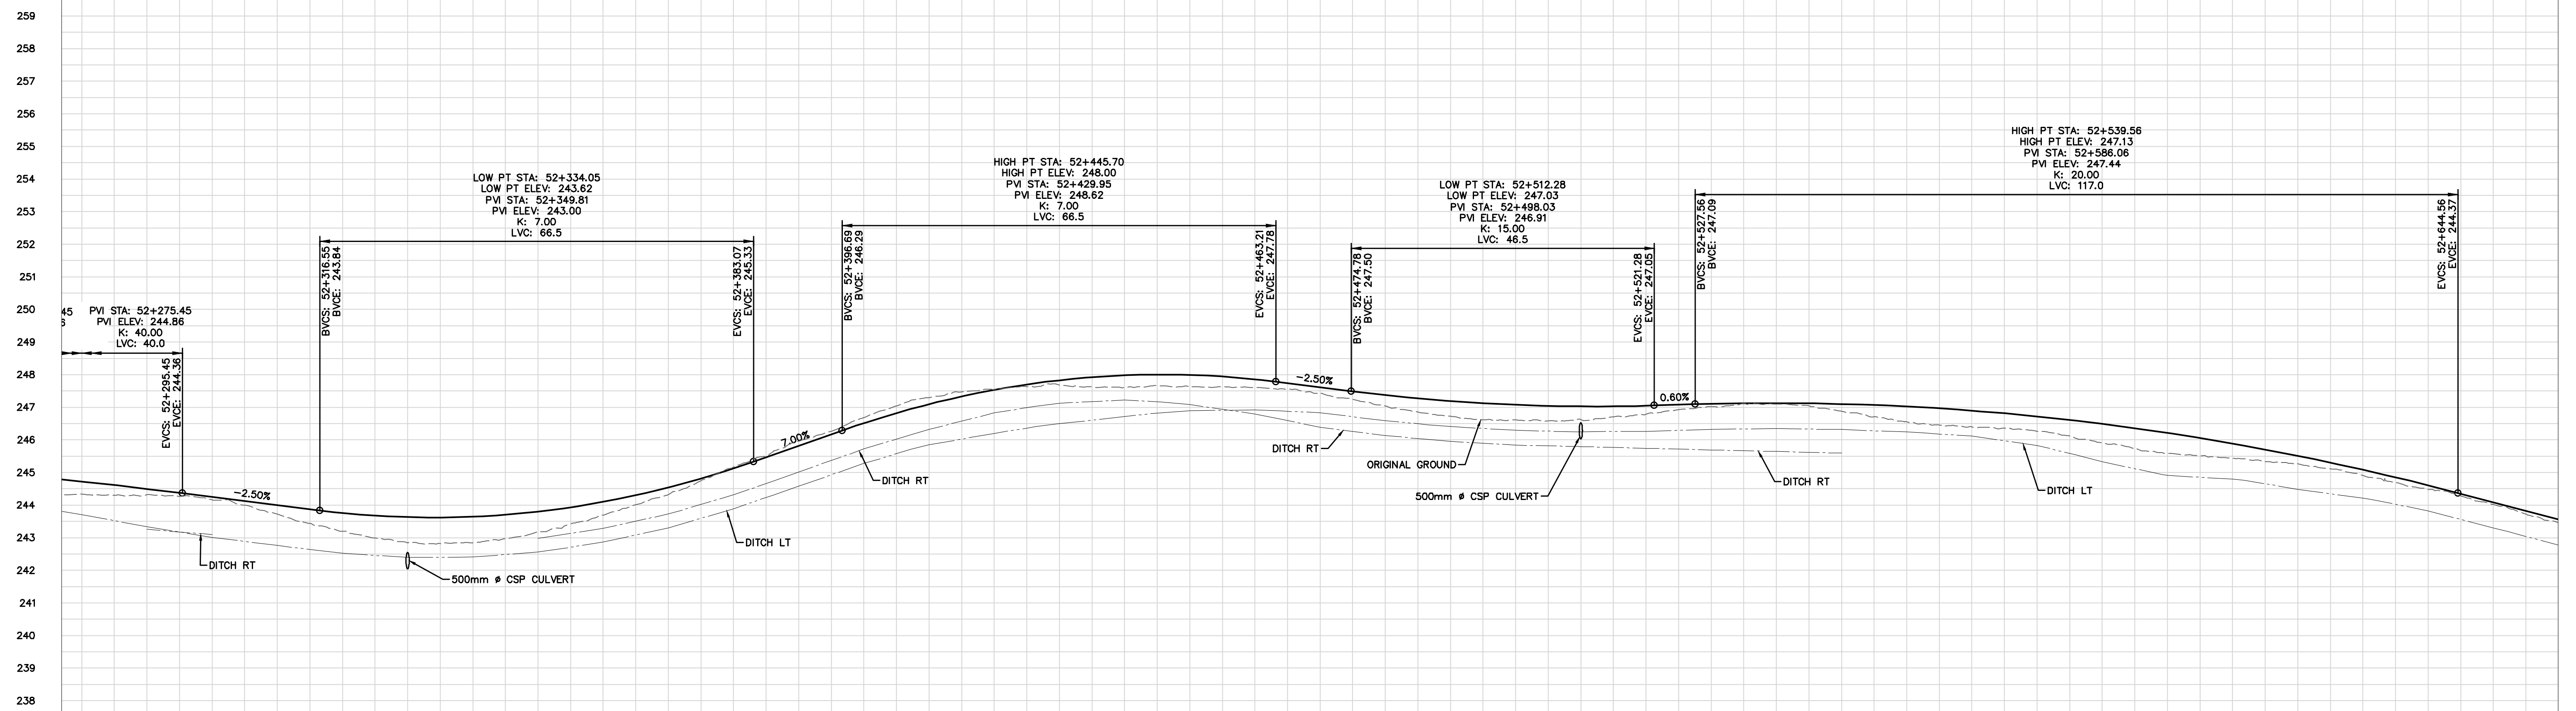 259
258
257
256
255
254
253
252
251
250
249
248
247
246
245
244
243
242
241
240
239
238
45
PVI STA: 52+275.45
PVI ELEV: 244.86
K: 40.00
LVC: 40.0
EVCS: 52+295.45
EVCE: 244.36
-2.50%
LOW PT STA: 52+334.05
LOW PT ELEV: 243.62
PVI STA: 52+349.81
PVI ELEV: 243.00
K: 7.00
LVC: 66.5
BVCS: 52+316.55
BVCE: 243.84
EVCS: 52+383.07
EVCE: 245.33
7.00%
HIGH PT STA: 52+445.70
HIGH PT ELEV: 248.00
PVI STA: 52+429.95
PVI ELEV: 248.62
K: 7.00
LVC: 66.5
BVCS: 52+396.69
BVCE: 246.29
EVCS: 52+463.21
EVCE: 247.78
-2.50%
LOW PT STA: 52+512.28
LOW PT ELEV: 247.03
PVI STA: 52+498.03
PVI ELEV: 246.91
K: 15.00
LVC: 46.5
BVCS: 52+474.78
BVCE: 247.50
EVCS: 52+521.28
EVCE: 247.05
0.60%
HIGH PT STA: 52+539.56
HIGH PT ELEV: 247.13
PVI STA: 52+586.06
PVI ELEV: 247.44
K: 20.00
LVC: 117.0
BVCS: 52+527.56
BVCE: 247.09
EVCS: 52+644.56
EVCE: 244.37
DITCH RT
500mm ø CSP CULVERT
DITCH LT
DITCH RT
DITCH RT
ORIGINAL GROUND
500mm ø CSP CULVERT
DITCH RT
DITCH LT